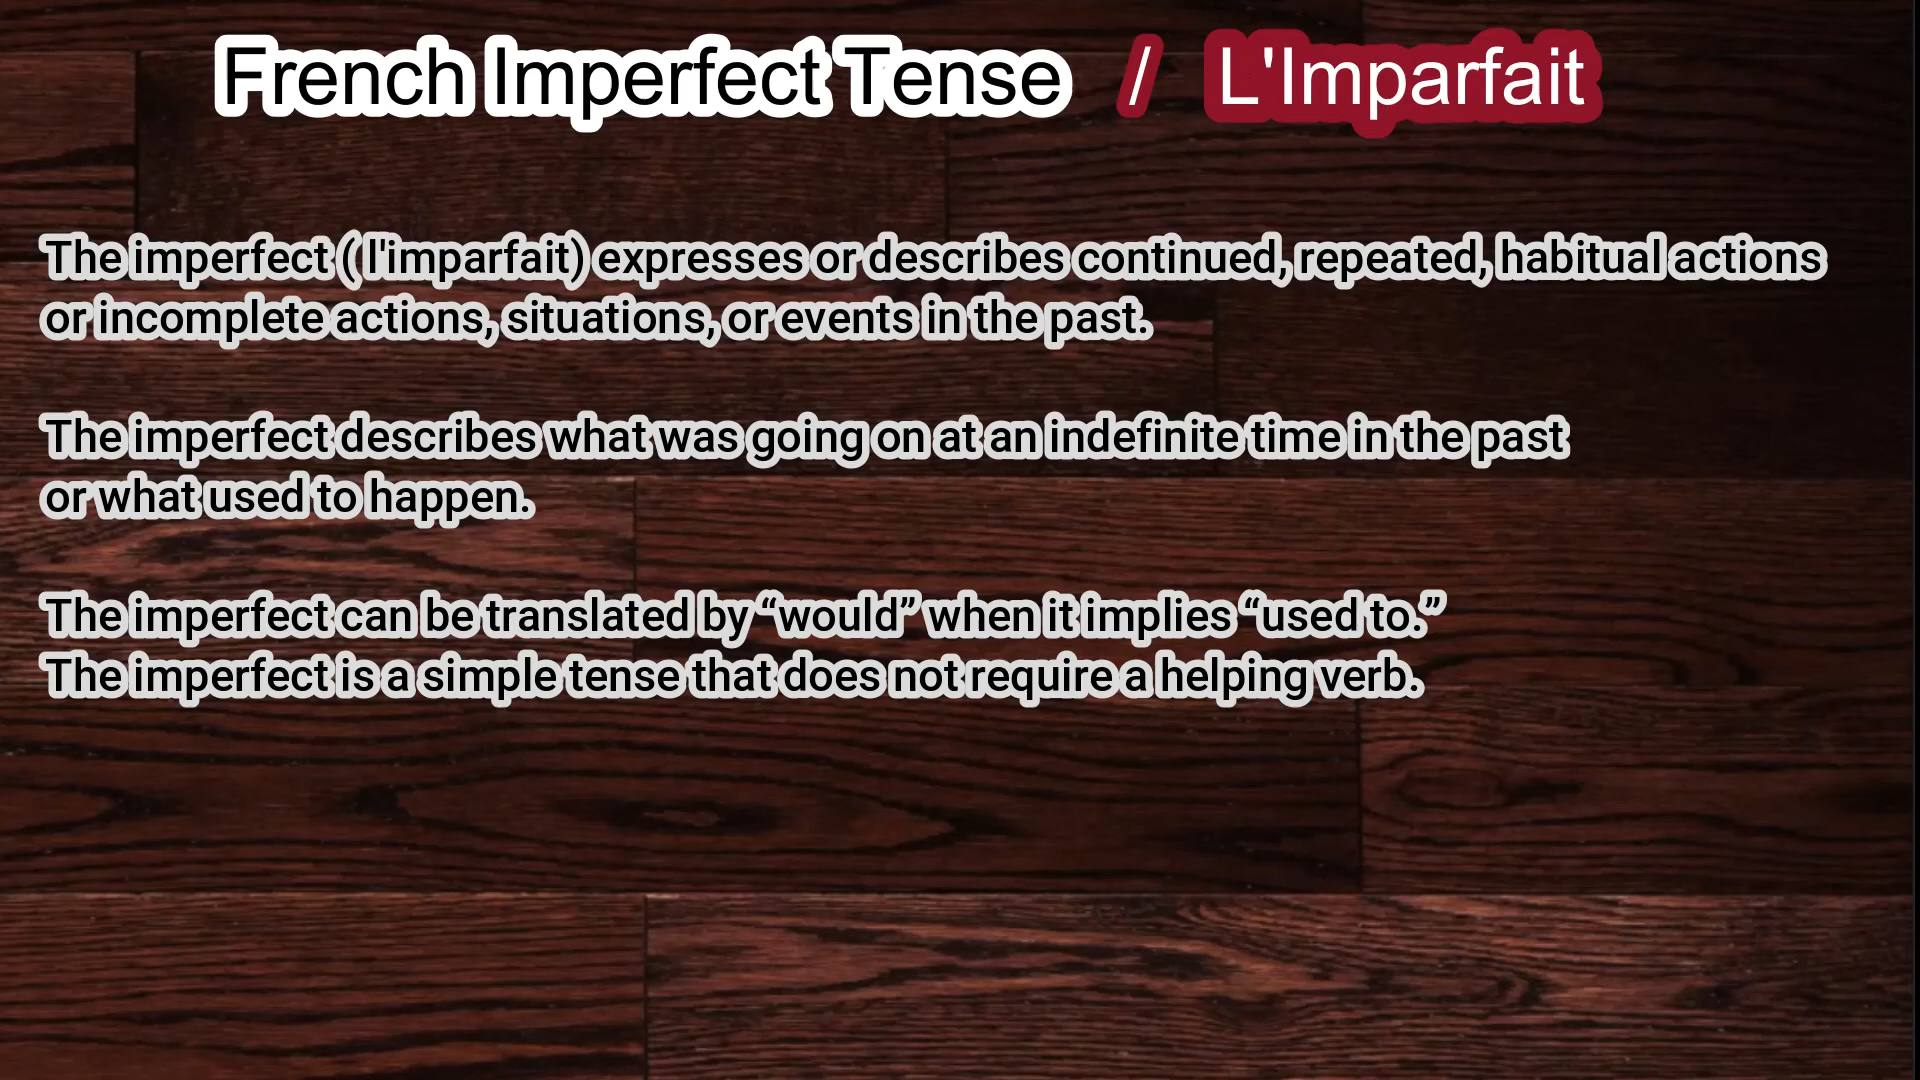 French Imperfect Tense / L'Imparfait
The imperfect ( l'imparfait) expresses or describes continued, repeated, habitual actions
or incomplete actions, situations, or events in the past.
The imperfect describes what was going on at an indefinite time in the past
or what used to happen.
The imperfect can be translated by “would” when it implies “used to.”
The imperfect is a simple tense that does not require a helping verb.